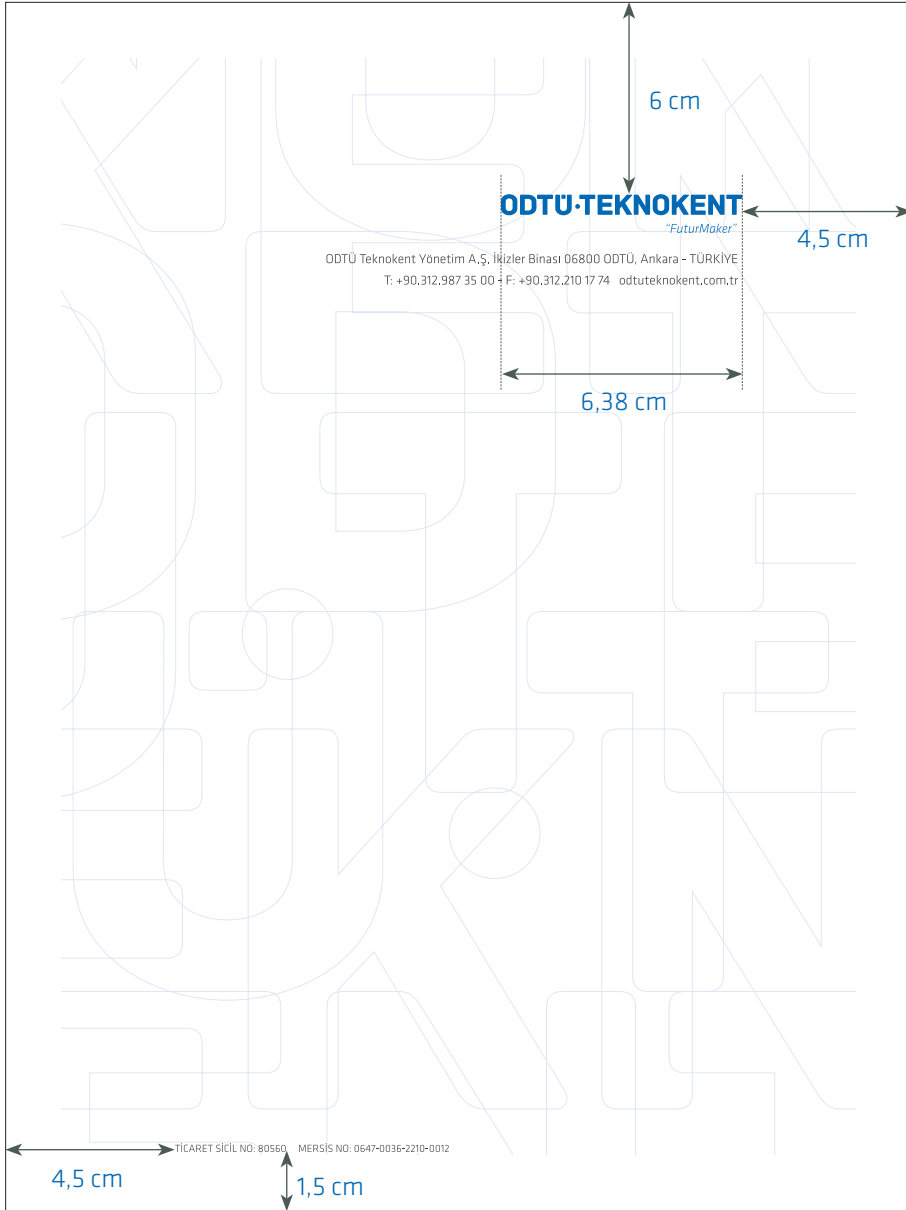 6 cm
ODTÜ·TEKNOKENT
"FuturMaker"
4,5 cm
ODTÜ Teknokent Yönetim A.Ş. İkizler Binası 06800 ODTÜ, Ankara - TÜRKİYE
T: +90.312.987 35 00 - F: +90.312.210 17 74 odtuteknokent.com.tr
6,38 cm
TİCARET SİCİL NO: 80560 MERSİS NO: 0647-0036-2210-0012
4,5 cm
1,5 cm